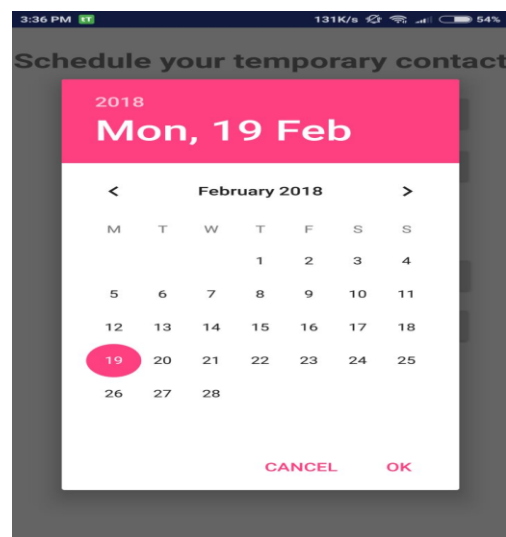 3:36 PM 131K/s 54%
Schedule your temporary contact
2018
Mon, 19 Feb
< February 2018 >
M T W T F S S
1 2 3 4
5 6 7 8 9 10 11
12 13 14 15 16 17 18
19 20 21 22 23 24 25
26 27 28
CANCEL OK